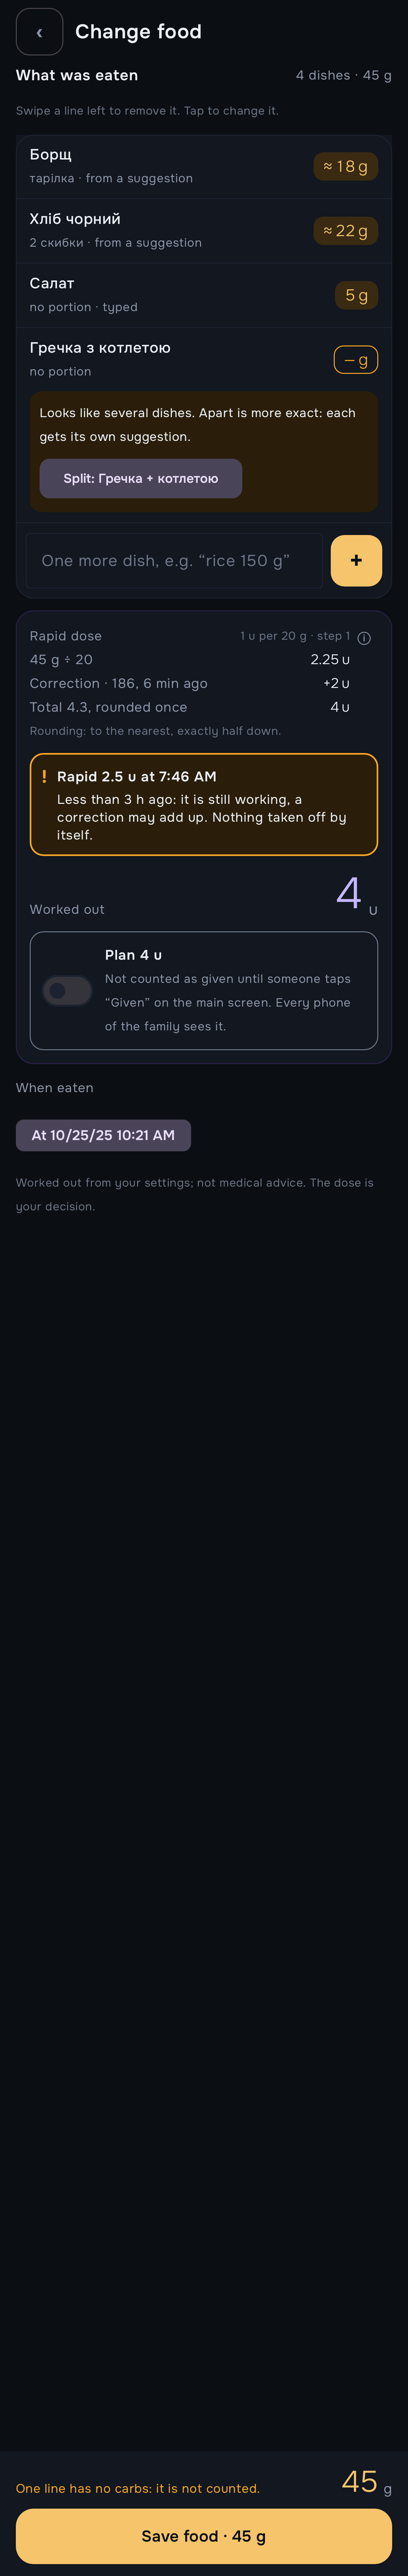 ‹ Change food
What was eaten 4 dishes · 45 g
Swipe a line left to remove it. Tap to change it.
Борщ
тарілка · from a suggestion
≈ 18 g
Хліб чорний
2 скибки · from a suggestion
≈ 22 g
Салат
no portion · typed
5 g
Гречка з котлетою
no portion
— g
Looks like several dishes. Apart is more exact: each
gets its own suggestion.
Split: Гречка + котлетою
One more dish, e.g. “rice 150 g”
+
Rapid dose 1 u per 20 g · step 1 ⓘ
45 g ÷ 20 2.25 u
Correction · 186, 6 min ago +2 u
Total 4.3, rounded once 4 u
Rounding: to the nearest, exactly half down.
! Rapid 2.5 u at 7:46 AM
Less than 3 h ago: it is still working, a
correction may add up. Nothing taken off by
itself.
Worked out 4 u
Plan 4 u
Not counted as given until someone taps
“Given” on the main screen. Every phone
of the family sees it.
When eaten
At 10/25/25 10:21 AM
Worked out from your settings; not medical advice. The dose is
your decision.
One line has no carbs: it is not counted. 45 g
Save food · 45 g